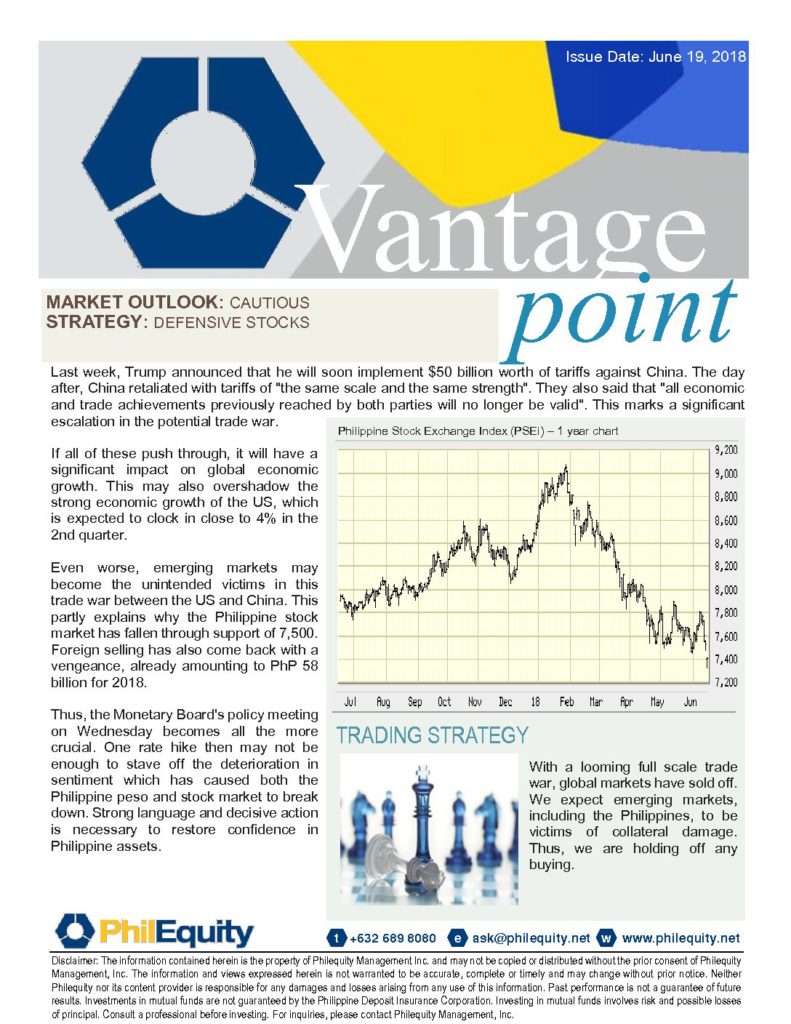 Issue Date: June 19, 2018
Vantage
point
MARKET OUTLOOK: CAUTIOUS
STRATEGY: DEFENSIVE STOCKS
Last week, Trump announced that he will soon implement $50 billion worth of tariffs against China. The day
after, China retaliated with tariffs of "the same scale and the same strength". They also said that "all economic
and trade achievements previously reached by both parties will no longer be valid". This marks a significant
escalation in the potential trade war.
If all of these push through, it will have a
significant impact on global economic
growth. This may also overshadow the
strong economic growth of the US, which
is expected to clock in close to 4% in the
2nd quarter.
Even worse, emerging markets may
become the unintended victims in this
trade war between the US and China. This
partly explains why the Philippine stock
market has fallen through support of 7,500.
Foreign selling has also come back with a
vengeance, already amounting to PhP 58
billion for 2018.
Thus, the Monetary Board's policy meeting
on Wednesday becomes all the more
crucial. One rate hike then may not be
enough to stave off the deterioration in
sentiment which has caused both the
Philippine peso and stock market to break
down. Strong language and decisive action
is necessary to restore confidence in
Philippine assets.
Philippine Stock Exchange Index (PSEi) – 1 year chart
9,200
9,000
8,800
8,600
8,400
8,200
8,000
7,800
7,600
7,400
7,200
Jul Aug Sep Oct Nov Dec 18 Feb Mar Apr May Jun
TRADING STRATEGY
With a looming full scale trade
war, global markets have sold off.
We expect emerging markets,
including the Philippines, to be
victims of collateral damage.
Thus, we are holding off any
buying.
PhilEquity
t +632 689 8080 e ask@philequity.net w www.philequity.net
Disclaimer: The information contained herein is the property of Philequity Management Inc. and may not be copied or distributed without the prior consent of Philequity
Management, Inc. The information and views expressed herein is not warranted to be accurate, complete or timely and may change without prior notice. Neither
Philequity nor its content provider is responsible for any damages and losses arising from any use of this information. Past performance is not a guarantee of future
results. Investments in mutual funds are not guaranteed by the Philippine Deposit Insurance Corporation. Investing in mutual funds involves risk and possible losses
of principal. Consult a professional before investing. For inquiries, please contact Philequity Management, Inc.